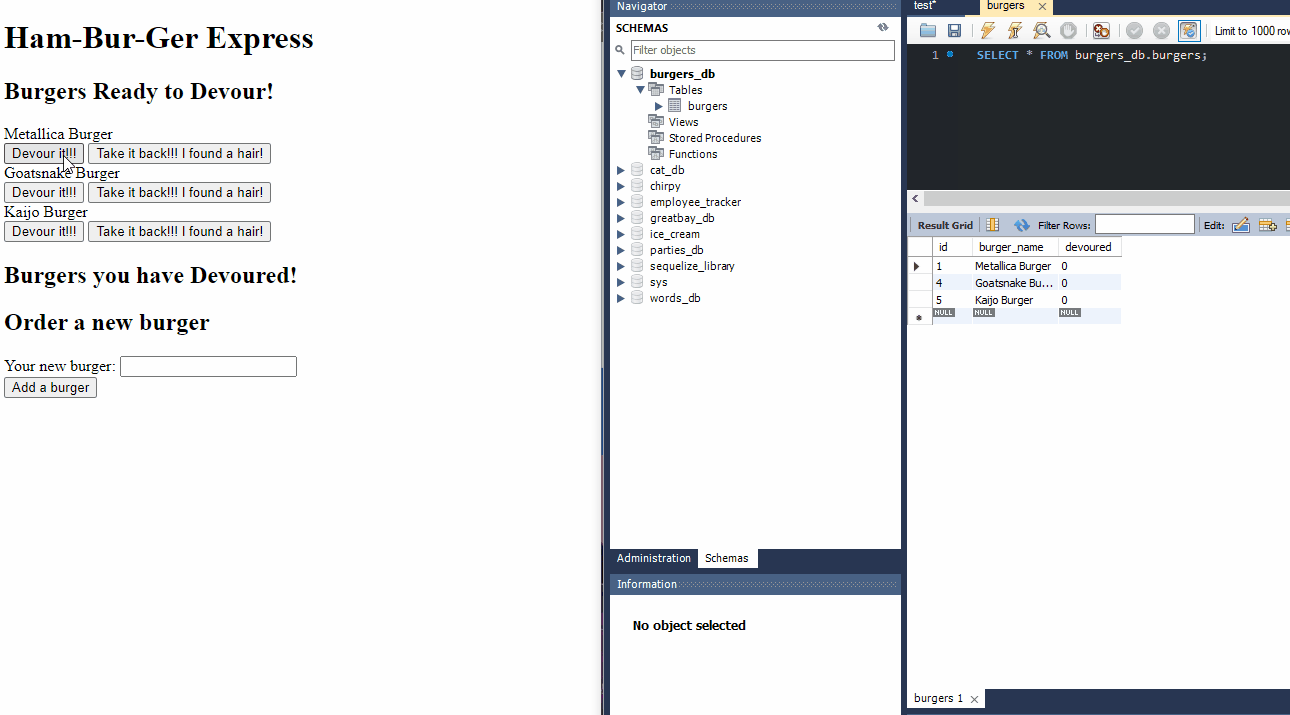 Ham-Bur-Ger Express
Burgers Ready to Devour!
Metallica Burger
Devour it!!! Take it back!!! I found a hair!
Goatsnake Burger
Devour it!!! Take it back!!! I found a hair!
Kaijo Burger
Devour it!!! Take it back!!! I found a hair!
Burgers you have Devoured!
Order a new burger
Your new burger:
Add a burger
Navigator
SCHEMAS
Filter objects
burgers_db
Tables
burgers
Views
Stored Procedures
Functions
cat_db
chirpy
employee_tracker
greatbay_db
ice_cream
parties_db
sequelize_library
sys
words_db
Administration Schemas
Information
No object selected
test* burgers
Limit to 1000 row
1 SELECT * FROM burgers_db.burgers;
Result Grid Filter Rows: Edit:
id burger_name devoured
1 Metallica Burger 0
4 Goatsnake Bu... 0
5 Kaijo Burger 0
NULL NULL NULL
burgers 1